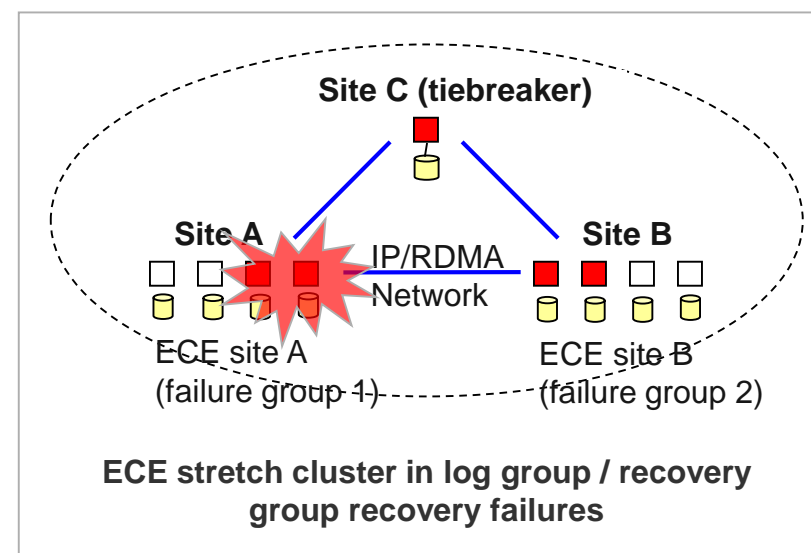 Site C (tiebreaker)
Site A
IP/RDMA
Network
Site B
ECE site A
(failure group 1)
ECE site B
(failure group 2)
ECE stretch cluster in log group / recovery
group recovery failures